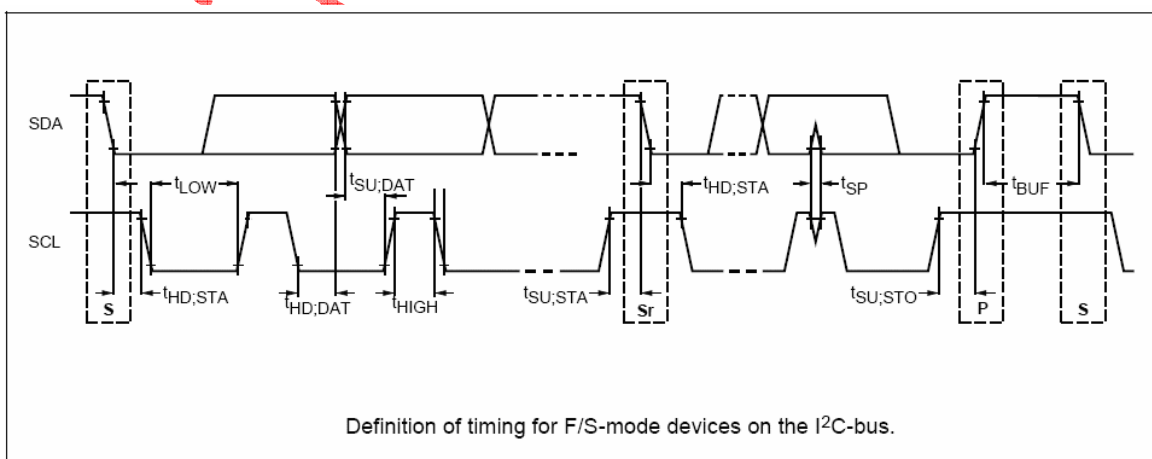 SDA
tLOW
tSU;DAT
tHD;STA
tSP
tBUF
SCL
tHD;STA
tHD;DAT
tHIGH
tSU;STA
tSU;STO
S
Sr
P
S
Definition of timing for F/S-mode devices on the I2C-bus.